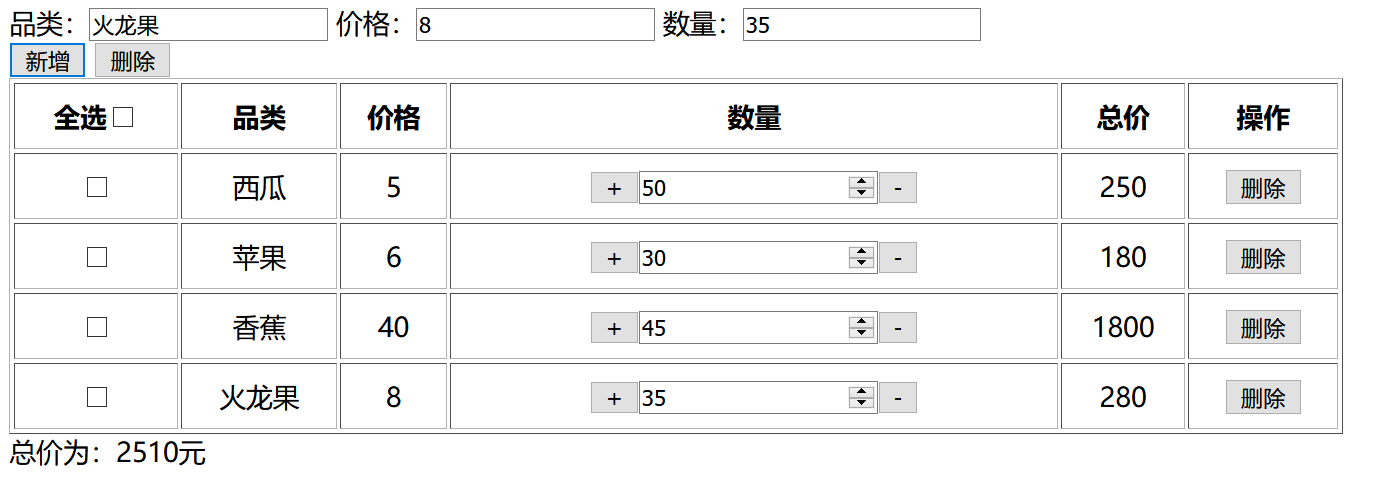 品类：火龙果 价格：8 数量：35
新增 删除
全选 品类 价格 数量 总价 操作
西瓜 5 + 50 - 250 删除
苹果 6 + 30 - 180 删除
香蕉 40 + 45 - 1800 删除
火龙果 8 + 35 - 280 删除
总价为：2510元